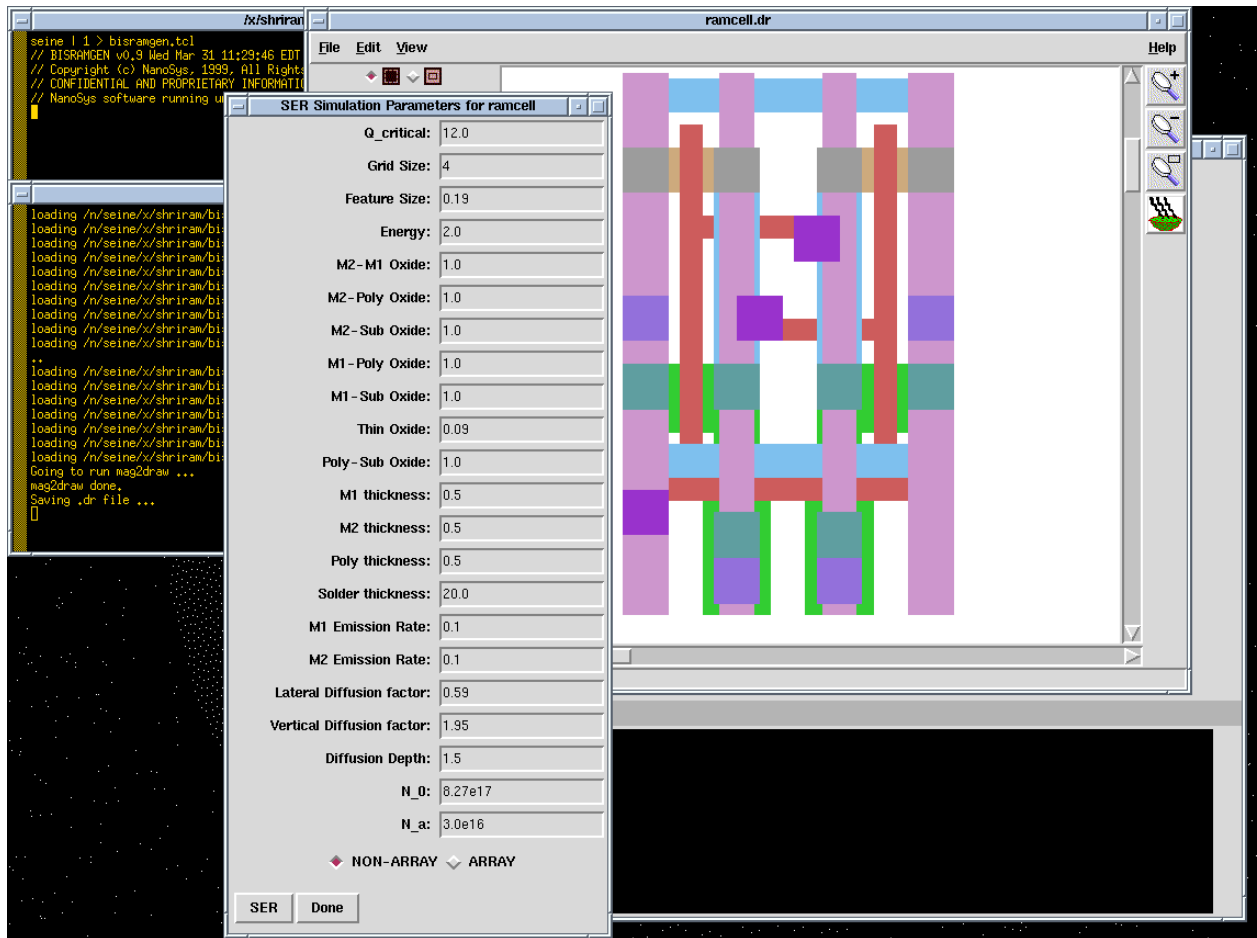 /x/shriram
seine | 1 > bisramgen.tcl
// BISRAMGEN v0.9 Wed Mar 31 11:29:46 EDT
// Copyright (c) NanoSys, 1999, All Rights
// CONFIDENTIAL AND PROPRIETARY INFORMATIO
// NanoSys software running u
ramcell.dr
File Edit View Help
SER Simulation Parameters for ramcell
Q_critical: 12.0
Grid Size: 4
Feature Size: 0.19
Energy: 2.0
M2-M1 Oxide: 1.0
M2-Poly Oxide: 1.0
M2-Sub Oxide: 1.0
M1-Poly Oxide: 1.0
M1-Sub Oxide: 1.0
Thin Oxide: 0.09
Poly-Sub Oxide: 1.0
M1 thickness: 0.5
M2 thickness: 0.5
Poly thickness: 0.5
Solder thickness: 20.0
M1 Emission Rate: 0.1
M2 Emission Rate: 0.1
Lateral Diffusion factor: 0.59
Vertical Diffusion factor: 1.95
Diffusion Depth: 1.5
N_0: 8.27e17
N_a: 3.0e16
NON-ARRAY ARRAY
SER Done
loading /n/seine/x/shriram/bi
loading /n/seine/x/shriram/bi
loading /n/seine/x/shriram/bi
loading /n/seine/x/shriram/bi
loading /n/seine/x/shriram/bi
loading /n/seine/x/shriram/bi
loading /n/seine/x/shriram/bi
loading /n/seine/x/shriram/bi
loading /n/seine/x/shriram/bi
loading /n/seine/x/shriram/bi
..
loading /n/seine/x/shriram/bi
loading /n/seine/x/shriram/bi
loading /n/seine/x/shriram/bi
loading /n/seine/x/shriram/bi
loading /n/seine/x/shriram/bi
loading /n/seine/x/shriram/bi
loading /n/seine/x/shriram/bi
Going to run mag2draw ...
mag2draw done.
Saving .dr file ...